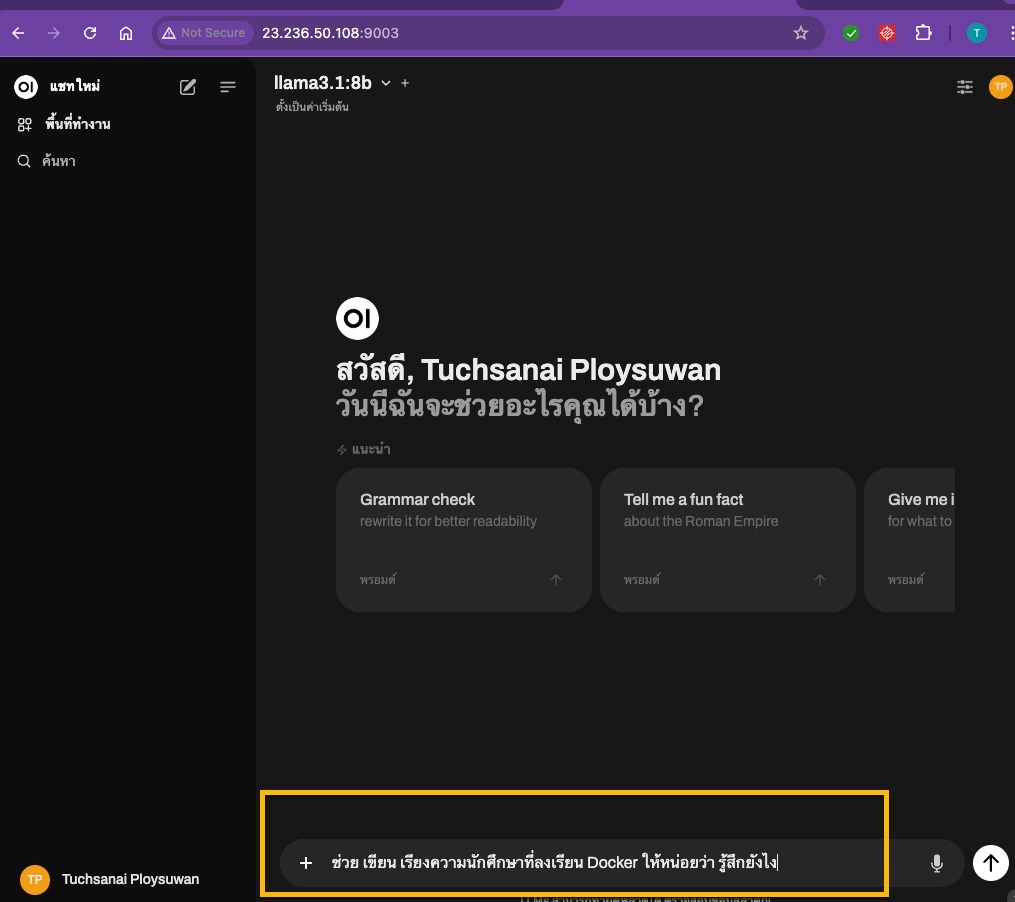 Not Secure 23.236.50.108:9003
T
แชทใหม่
พื้นที่ทำงาน
ค้นหา
llama3.1:8b
ตั้งเป็นค่าเริ่มต้น
TP
OI
สวัสดี, Tuchsanai Ploysuwan
วันนี้ฉันจะช่วยอะไรคุณได้บ้าง?
แนะนำ
Grammar check
rewrite it for better readability
พรอมต์
Tell me a fun fact
about the Roman Empire
พรอมต์
Give me i
for what to
พรอมต์
ช่วย เขียน เรียงความนักศึกษาที่ลงเรียน Docker ให้หน่อยว่า รู้สึกยังไง
TP Tuchsanai Ploysuwan